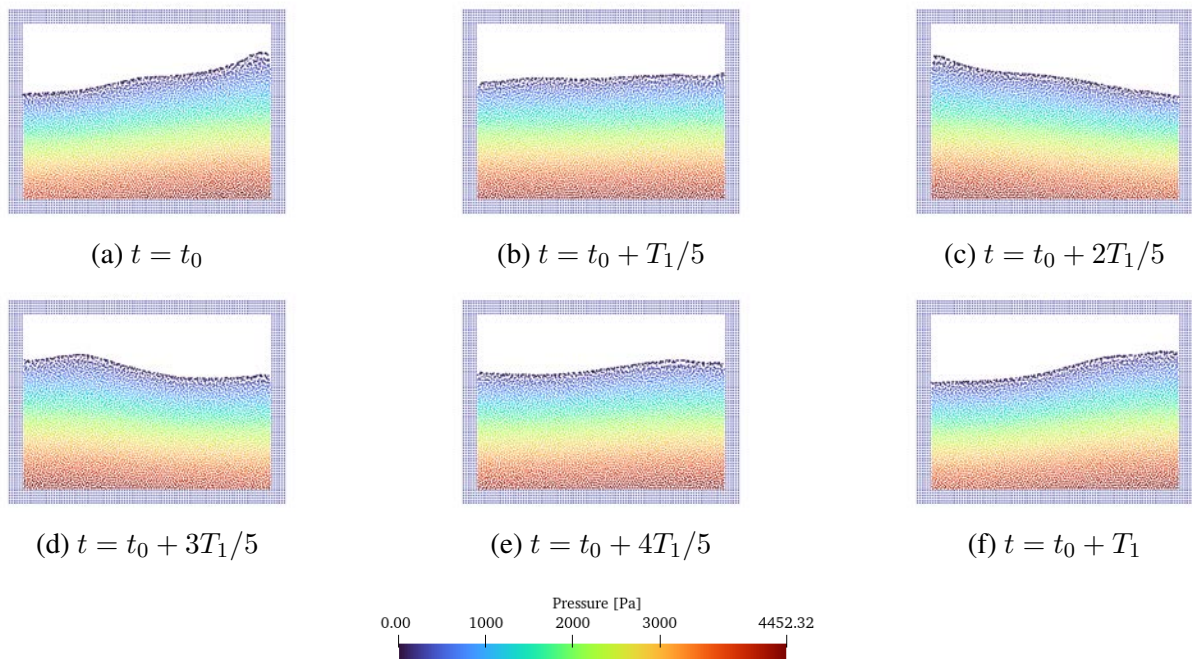 (a) t = t₀
(b) t = t₀ + T₁/5
(c) t = t₀ + 2T₁/5
(d) t = t₀ + 3T₁/5
(e) t = t₀ + 4T₁/5
(f) t = t₀ + T₁
Pressure [Pa]
0.00 1000 2000 3000 4452.32